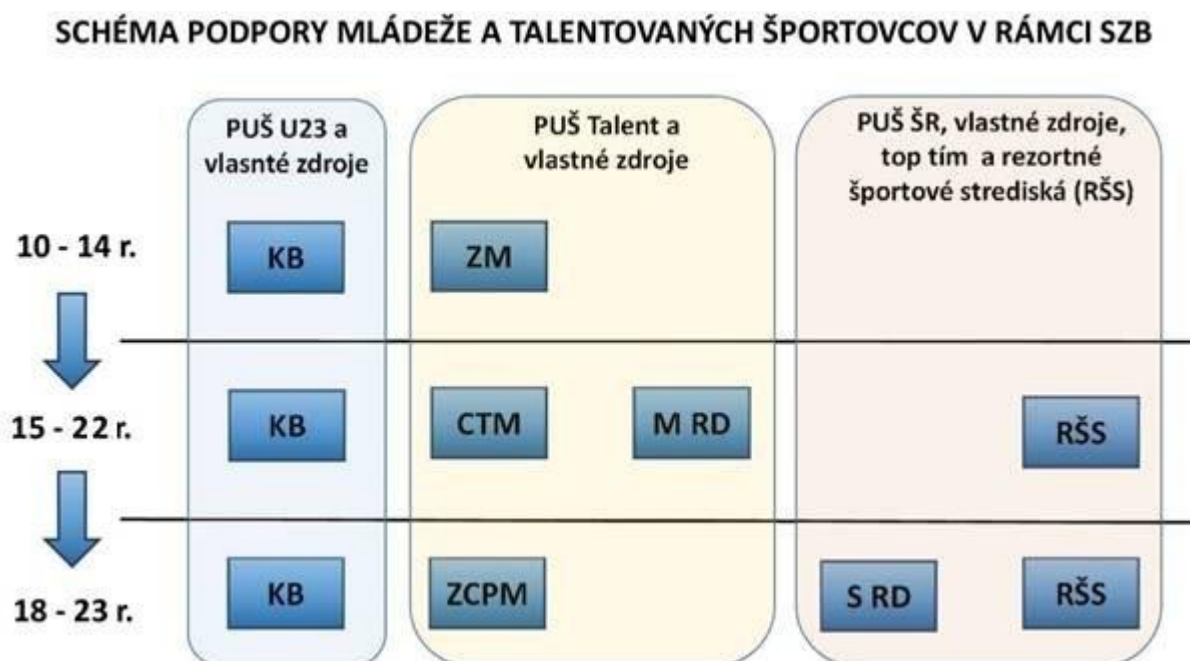 SCHÉMA PODPORY MLÁDEŽE A TALENTOVANÝCH ŠPORTOVCOV V RÁMCI SZB
PUŠ U23 a
vlasnté zdroje
PUŠ Talent a
vlastné zdroje
PUŠ ŠR, vlastné zdroje,
top tím a rezortné
športové strediská (RŠS)
10 - 14 r.
KB
ZM
15 - 22 r.
KB
CTM
M RD
RŠS
18 - 23 r.
KB
ZCPM
S RD
RŠS